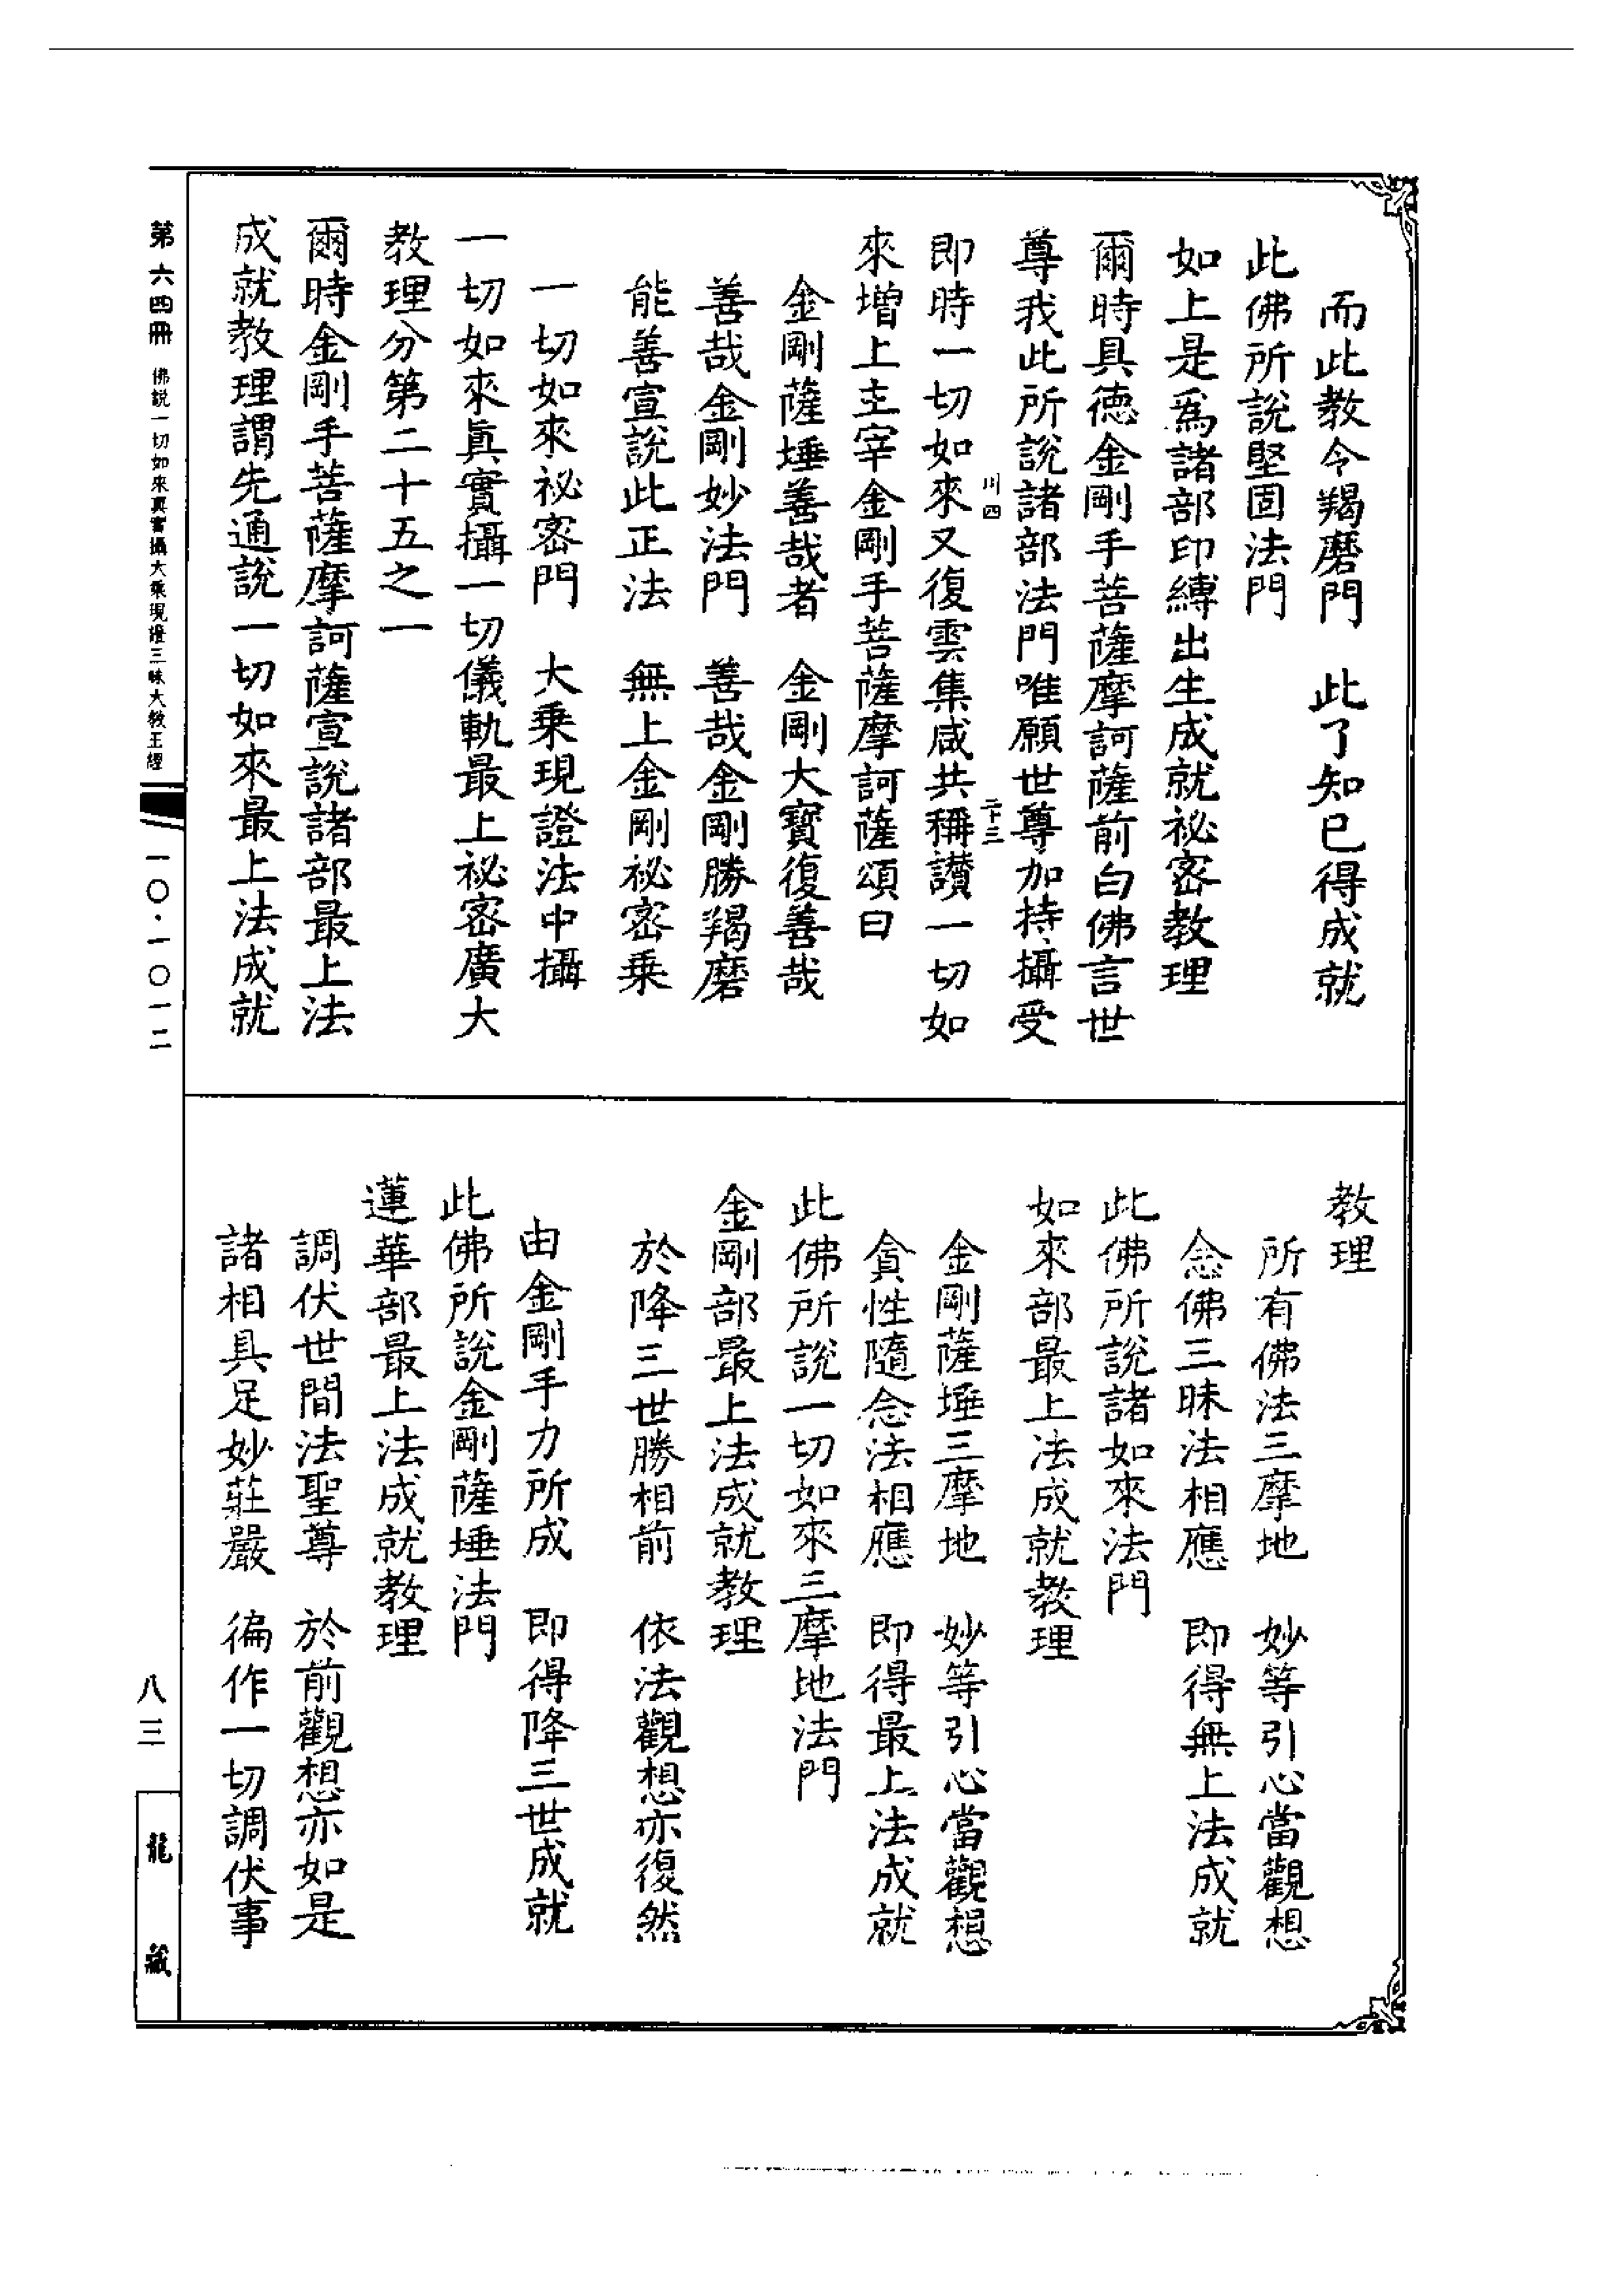 而此教令羯磨門　此了知已得成就
此佛所說堅固法門
如上是爲諸部印縛出生成就祕密教理
爾時具德金剛手菩薩摩訶薩前白佛言世
尊我此所說諸部法門唯願世尊加持攝受
川四　二十三
即時一切如來又復雲集咸共稱讚一切如
來增上主宰金剛手菩薩摩訶薩頌曰
金剛薩埵善哉者　金剛大寶復善哉
善哉金剛妙法門　善哉金剛勝羯磨
能善宣說此正法　無上金剛祕密乘
一切如來祕密門　大乘現證法中攝
一切如來眞實攝一切儀軌最上祕密廣大
教理分第二十五之一
爾時金剛手菩薩摩訶薩宣說諸部最上法
成就教理謂先通說一切如來最上法成就
教理
所有佛法三摩地　妙等引心當觀想
念佛三昧法相應　即得無上法成就
此佛所說諸如來法門
如來部最上法成就教理
金剛薩埵三摩地　妙等引心當觀想
貪性隨念法相應　即得最上法成就
此佛所說一切如來三摩地法門
金剛部最上法成就教理
於降三世勝相前　依法觀想亦復然
由金剛手力所成　即得降三世成就
此佛所說金剛薩埵法門
蓮華部最上法成就教理
調伏世間法聖尊　於前觀想亦如是
諸相具足妙莊嚴　徧作一切調伏事
第六四冊　佛説一切如來真實攝大乘現證三昧大教王經
一〇·一〇一二
八三
龍藏